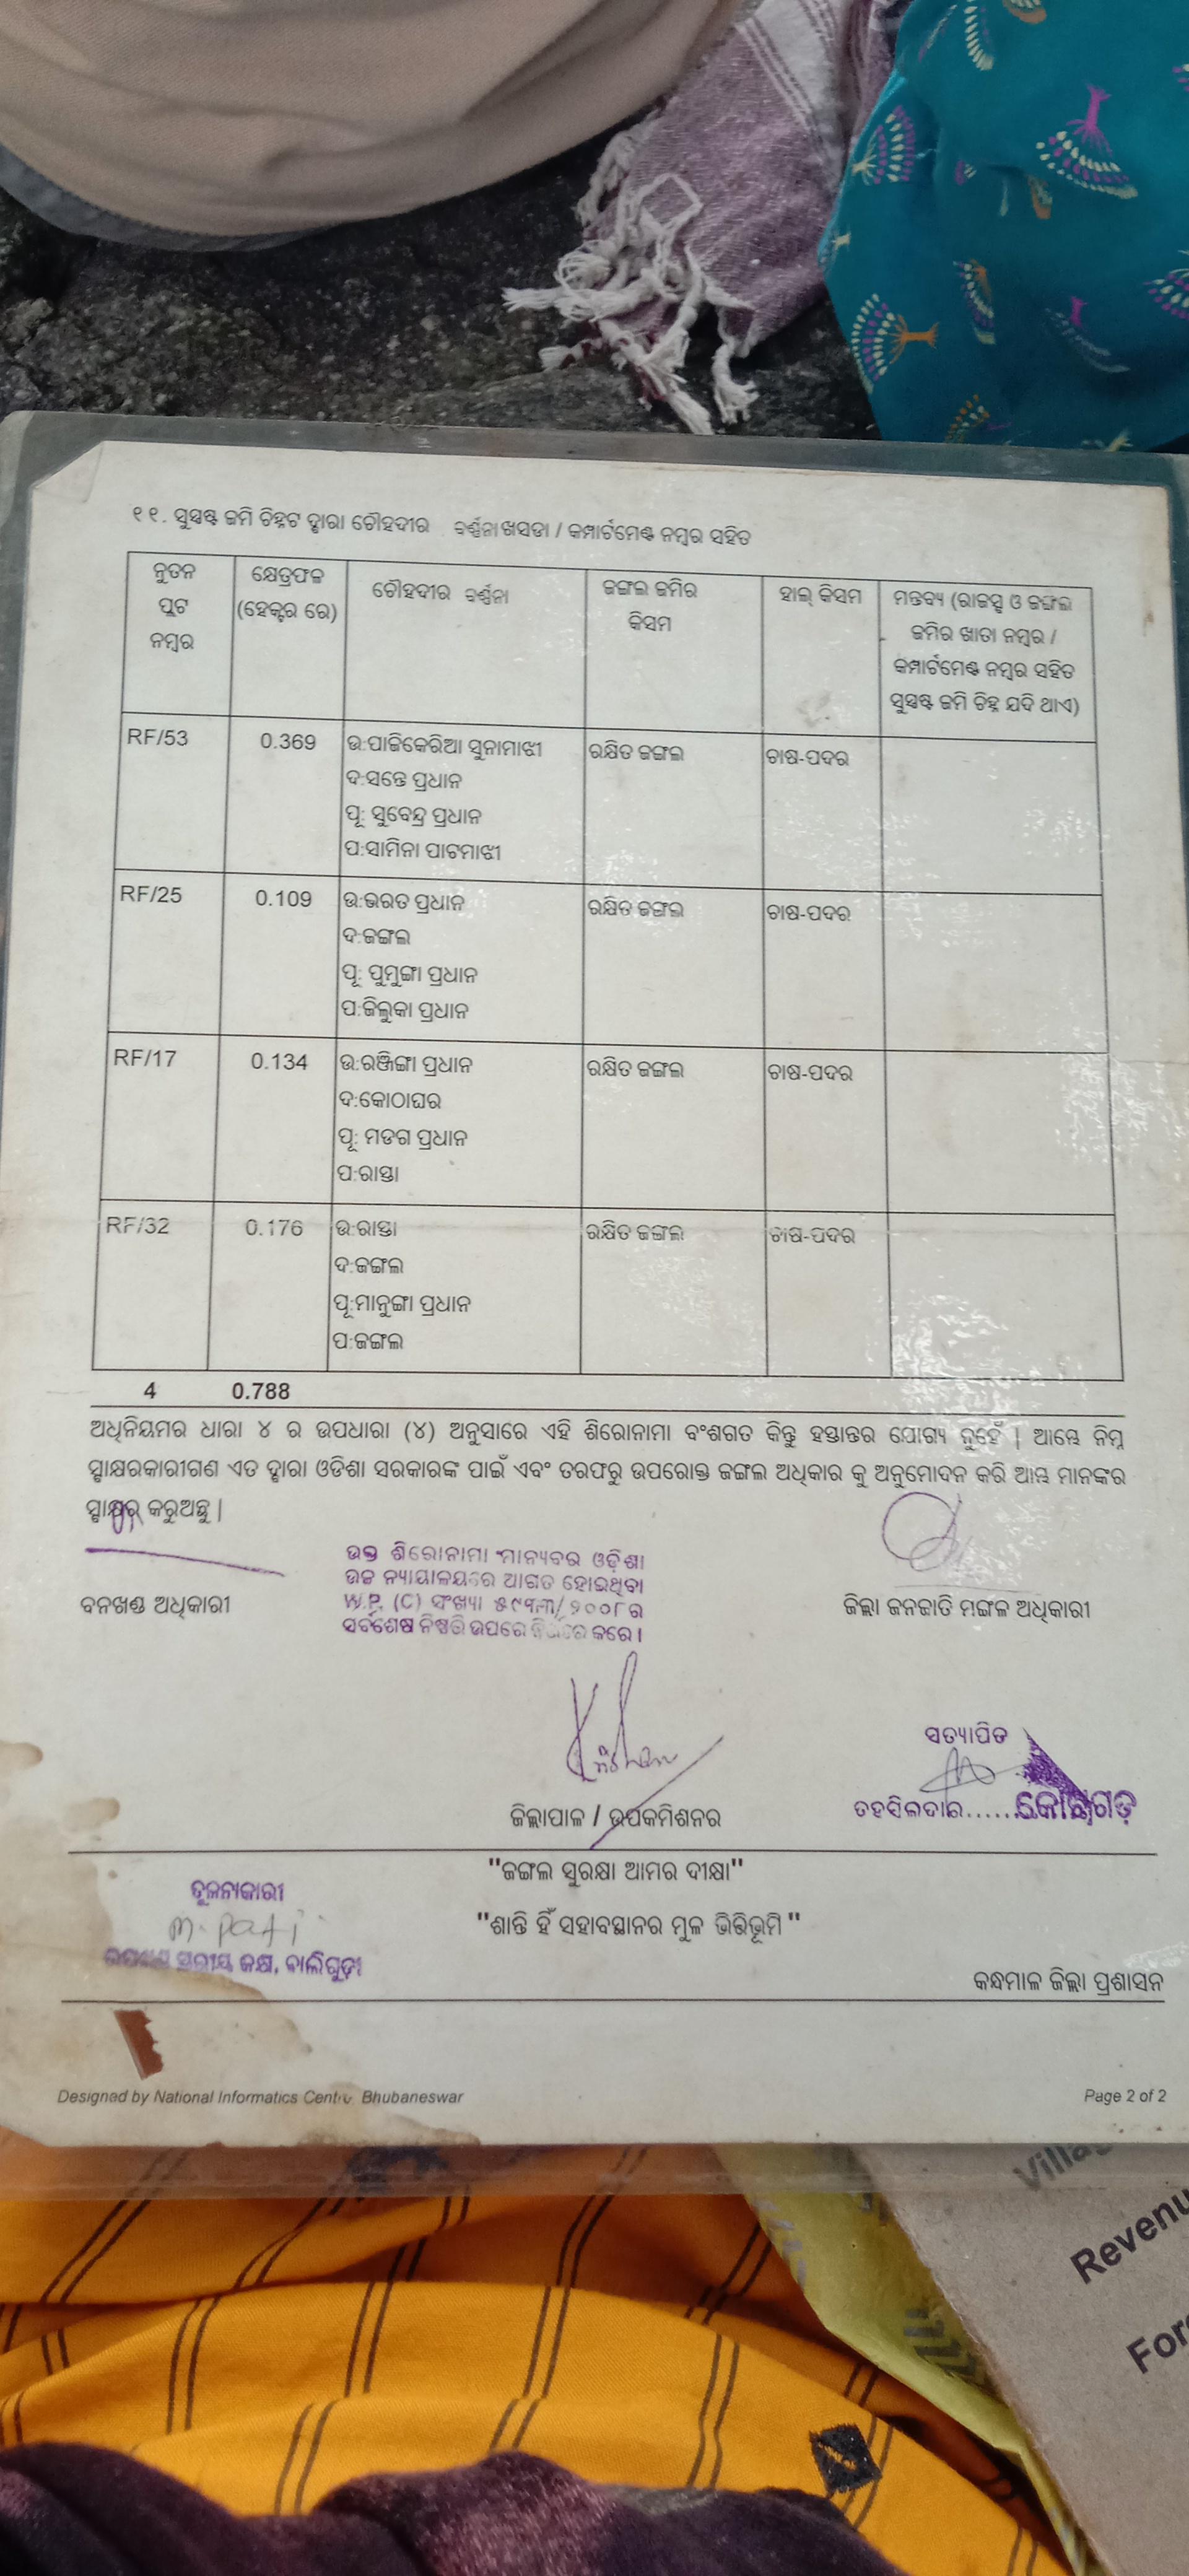 ୧୧. ସୁସ୍ପଷ୍ଟ ଜମି ଚିହ୍ନଟ ଦ୍ବାରା ଚୌହଦୀର ବର୍ଣ୍ଣନା ଖସଡା / କମ୍ପାର୍ଟମେଣ୍ଟ ନମ୍ବର ସହିତ
ନୁତନ ପ୍ଲଟ ନମ୍ବର
କ୍ଷେତ୍ରଫଳ (ହେକ୍ଟର ରେ)
ଚୌହଦୀର ବର୍ଣ୍ଣନା
ଜଙ୍ଗଲ ଜମିର କିସମ
ହାଲ୍ କିସମ
ମନ୍ତବ୍ୟ (ରାଜସ୍ବ ଓ ଜଙ୍ଗଲ ଜମିର ଖାତା ନମ୍ବର / କମ୍ପାର୍ଟମେଣ୍ଟ ନମ୍ବର ସହିତ ସୁସ୍ପଷ୍ଟ ଜମି ଚିହ୍ନ ଯଦି ଥାଏ)
RF/53 0.369 ଉ:ପାଜିକେରିଆ ସୁନାମାଝୀ ରକ୍ଷିତ ଜଙ୍ଗଲ ଚାଷ-ପଦର
ଦ:ସନ୍ତେ ପ୍ରଧାନ
ପୂ: ସୁବେନ୍ଦ୍ର ପ୍ରଧାନ
ପ:ସାମିନା ପାଟମାଝୀ
RF/25 0.109 ଉ:ଭରତ ପ୍ରଧାନ ରକ୍ଷିତ ଜଙ୍ଗଲ ଚାଷ-ପଦର
ଦ:ଜଙ୍ଗଲ
ପୂ: ପୁମୁଙ୍ଗା ପ୍ରଧାନ
ପ:ଜିଲୁକା ପ୍ରଧାନ
RF/17 0.134 ଉ:ରଞ୍ଜିଙ୍ଗା ପ୍ରଧାନ ରକ୍ଷିତ ଜଙ୍ଗଲ ଚାଷ-ପଦର
ଦ:କୋଠାଘର
ପୂ: ମଡଗ ପ୍ରଧାନ
ପ:ରାସ୍ତା
RF/32 0.176 ଉ:ରାସ୍ତା ରକ୍ଷିତ ଜଙ୍ଗଲ ଚାଷ-ପଦର
ଦ:ଜଙ୍ଗଲ
ପୂ:ମାନୁଙ୍ଗା ପ୍ରଧାନ
ପ:ଜଙ୍ଗଲ
4 0.788
ଅଧିନିୟମର ଧାରା ୪ ର ଉପଧାରା (୪) ଅନୁସାରେ ଏହି ଶିରୋନାମା ବଂଶଗତ କିନ୍ତୁ ହସ୍ତାନ୍ତର ଯୋଗ୍ୟ ନୁହେଁ | ଆମ୍ଭେ ନିମ୍ନ
ସ୍ବାକ୍ଷରକାରୀଗଣ ଏତ ଦ୍ବାରା ଓଡିଶା ସରକାରଙ୍କ ପାଇଁ ଏବଂ ତରଫରୁ ଉପରୋକ୍ତ ଜଙ୍ଗଲ ଅଧିକାର କୁ ଅନୁମୋଦନ କରି ଆମ୍ଭ ମାନଙ୍କର
ସ୍ବାକ୍ଷର କରୁଅଛୁ |
ଉକ୍ତ ଶିରୋନାମା ମାନ୍ୟବର ଓଡ଼ିଶା
ଉଚ୍ଚ ନ୍ୟାୟାଳୟରେ ଆଗତ ହୋଇଥିବା
W.P. (C) ସଂଖ୍ୟା /୨୦୦୮ ର
ସର୍ବଶେଷ ନିଷ୍ପତ୍ତି ଉପରେ ନିର୍ଭର କରେ।
ବନଖଣ୍ଡ ଅଧିକାରୀ
ଜିଲ୍ଲା ଜନଜାତି ମଙ୍ଗଳ ଅଧିକାରୀ
ସତ୍ୟାପିତ
ଜିଲ୍ଲାପାଳ / ଉପକମିଶନର
ତହସିଲଦାର...... କୋଟଗଡ଼
"ଜଙ୍ଗଲ ସୁରକ୍ଷା ଆମର ଦୀକ୍ଷା"
ତୁଳନାକାରୀ
m. pati
"ଶାନ୍ତି ହିଁ ସହାବସ୍ଥାନର ମୁଳ ଭିତ୍ତିଭୂମି "
ସ୍ତରୀୟ କକ୍ଷ, ବାଲିଗୁଡ଼ା
କନ୍ଧମାଳ ଜିଲ୍ଲା ପ୍ରଶାସନ
Designed by National Informatics Centre Bhubaneswar
Page 2 of 2